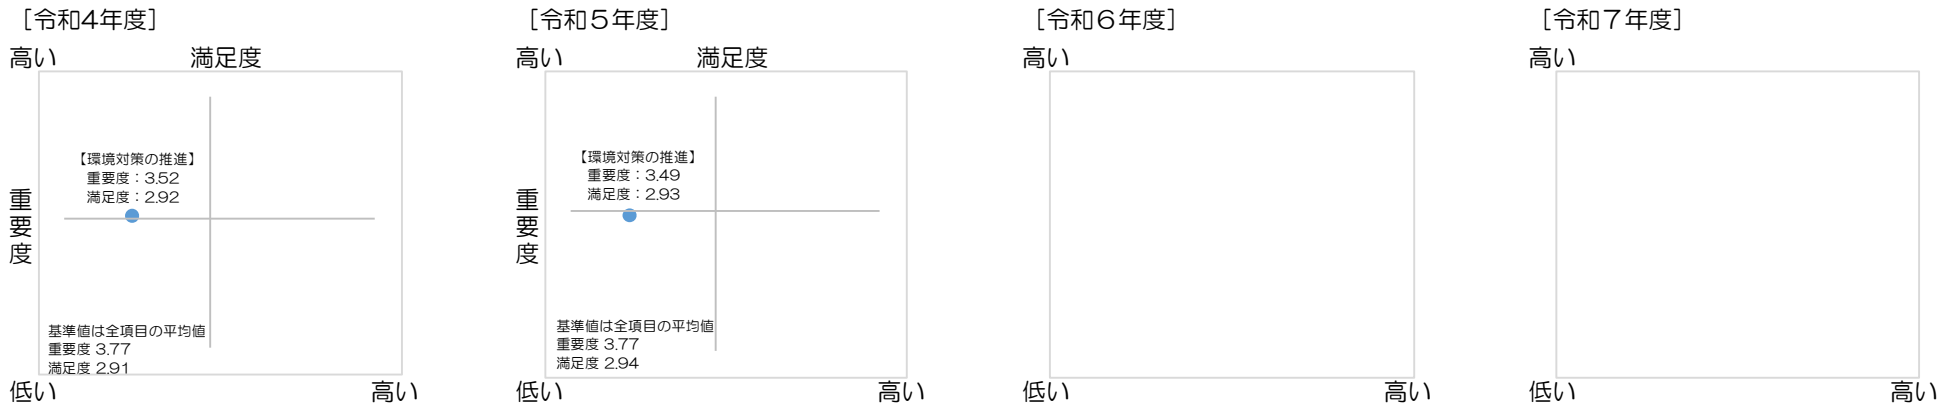 ［令和4年度］
高い
満足度
【環境対策の推進】
重要度：3.52
満足度：2.92
重要度
基準値は全項目の平均値
重要度 3.77
満足度 2.91
低い
高い
［令和５年度］
高い
満足度
【環境対策の推進】
重要度：3.49
満足度：2.93
重要度
基準値は全項目の平均値
重要度 3.77
満足度 2.94
低い
高い
［令和６年度］
高い
低い
高い
［令和７年度］
高い
低い
高い